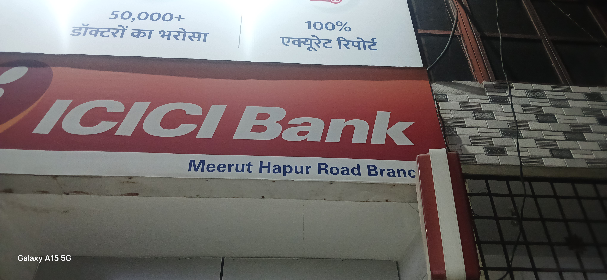 50,000+
डॉक्टरों का भरोसा
100%
एक्यूरेट रिपोर्ट
ICICI Bank
Meerut Hapur Road Branc
Galaxy A15 5G